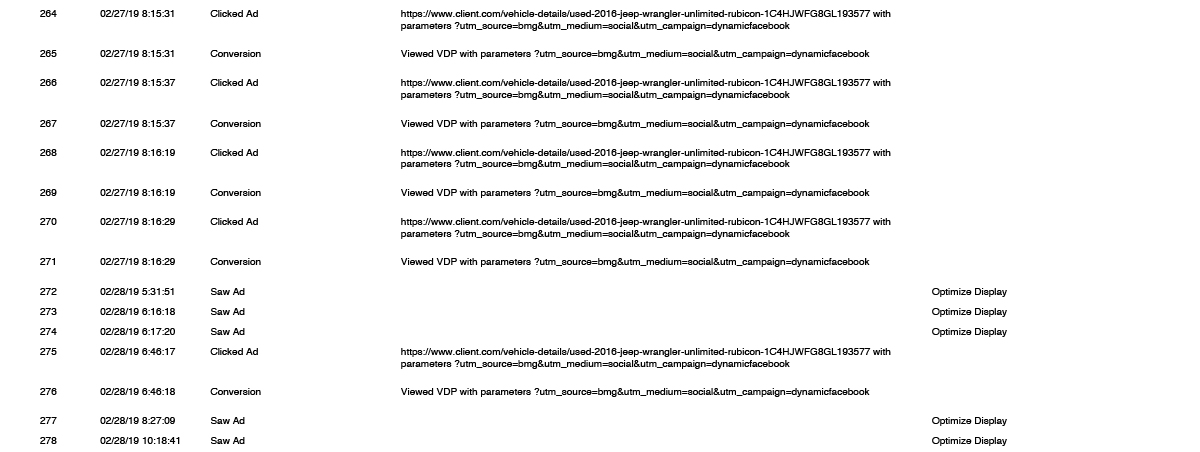 264 02/27/19 8:15:31 Clicked Ad https://www.client.com/vehicle-details/used-2016-jeep-wrangler-unlimited-rubicon-1C4HJWFG8GL193577 with
parameters ?utm_source=bmg&utm_medium=social&utm_campaign=dynamicfacebook
265 02/27/19 8:15:31 Conversion Viewed VDP with parameters ?utm_source=bmg&utm_medium=social&utm_campaign=dynamicfacebook
266 02/27/19 8:15:37 Clicked Ad https://www.client.com/vehicle-details/used-2016-jeep-wrangler-unlimited-rubicon-1C4HJWFG8GL193577 with
parameters ?utm_source=bmg&utm_medium=social&utm_campaign=dynamicfacebook
267 02/27/19 8:15:37 Conversion Viewed VDP with parameters ?utm_source=bmg&utm_medium=social&utm_campaign=dynamicfacebook
268 02/27/19 8:16:19 Clicked Ad https://www.client.com/vehicle-details/used-2016-jeep-wrangler-unlimited-rubicon-1C4HJWFG8GL193577 with
parameters ?utm_source=bmg&utm_medium=social&utm_campaign=dynamicfacebook
269 02/27/19 8:16:19 Conversion Viewed VDP with parameters ?utm_source=bmg&utm_medium=social&utm_campaign=dynamicfacebook
270 02/27/19 8:16:29 Clicked Ad https://www.client.com/vehicle-details/used-2016-jeep-wrangler-unlimited-rubicon-1C4HJWFG8GL193577 with
parameters ?utm_source=bmg&utm_medium=social&utm_campaign=dynamicfacebook
271 02/27/19 8:16:29 Conversion Viewed VDP with parameters ?utm_source=bmg&utm_medium=social&utm_campaign=dynamicfacebook
272 02/28/19 5:31:51 Saw Ad Optimize Display
273 02/28/19 6:16:18 Saw Ad Optimize Display
274 02/28/19 6:17:20 Saw Ad Optimize Display
275 02/28/19 6:46:17 Clicked Ad https://www.client.com/vehicle-details/used-2016-jeep-wrangler-unlimited-rubicon-1C4HJWFG8GL193577 with
parameters ?utm_source=bmg&utm_medium=social&utm_campaign=dynamicfacebook
276 02/28/19 6:46:18 Conversion Viewed VDP with parameters ?utm_source=bmg&utm_medium=social&utm_campaign=dynamicfacebook
277 02/28/19 8:27:09 Saw Ad Optimize Display
278 02/28/19 10:18:41 Saw Ad Optimize Display